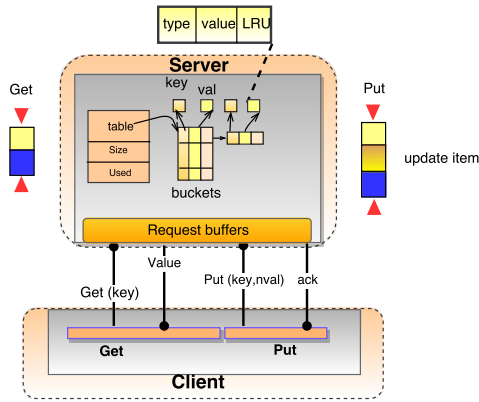 type value LRU
Server
key
val
Get
Put
table
Size
Used
buckets
update item
Request buffers
Get (key)
Value
Put (key,nval)
ack
Get
Put
Client